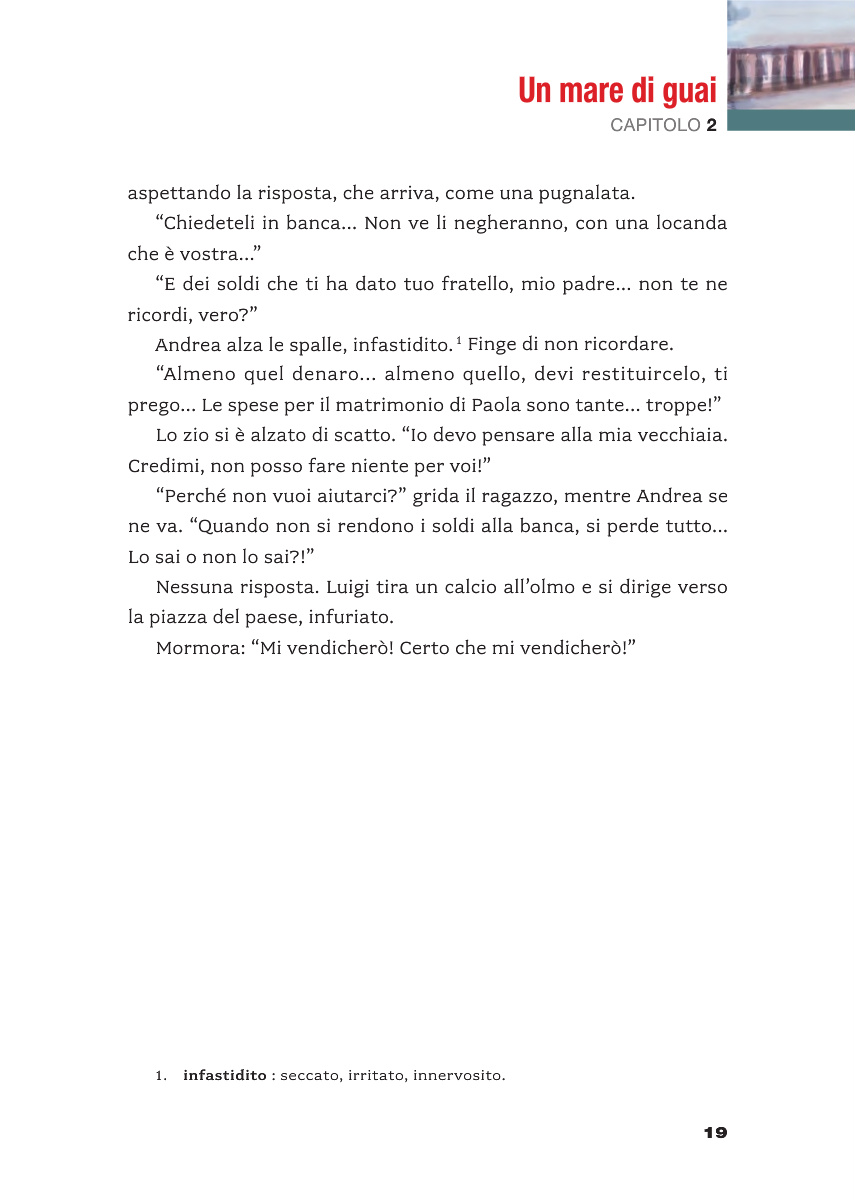 Un mare di guai
CAPITOLO 2
aspettando la risposta, che arriva, come una pugnalata.
“Chiedeteli in banca... Non ve li negheranno, con una locanda
che è vostra...”
“E dei soldi che ti ha dato tuo fratello, mio padre... non te ne
ricordi, vero?”
Andrea alza le spalle, infastidito.¹ Finge di non ricordare.
“Almeno quel denaro... almeno quello, devi restituircelo, ti
prego... Le spese per il matrimonio di Paola sono tante... troppe!”
Lo zio si è alzato di scatto. “Io devo pensare alla mia vecchiaia.
Credimi, non posso fare niente per voi!”
“Perché non vuoi aiutarci?” grida il ragazzo, mentre Andrea se
ne va. “Quando non si rendono i soldi alla banca, si perde tutto...
Lo sai o non lo sai?!”
Nessuna risposta. Luigi tira un calcio all’olmo e si dirige verso
la piazza del paese, infuriato.
Mormora: “Mi vendicherò! Certo che mi vendicherò!”
1. infastidito : seccato, irritato, innervosito.
19